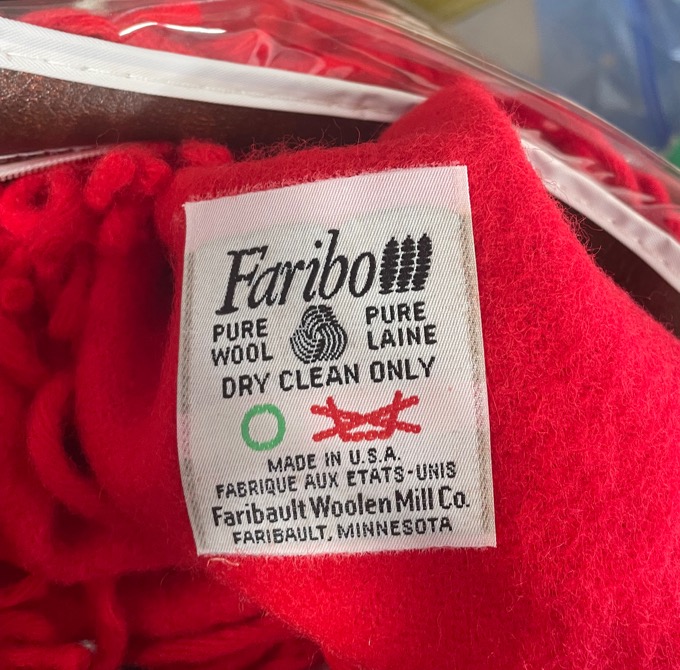 Faribo
PURE WOOL
PURE LAINE
DRY CLEAN ONLY
MADE IN U.S.A.
FABRIQUE AUX ETATS-UNIS
Faribault Woolen Mill Co.
FARIBAULT, MINNESOTA